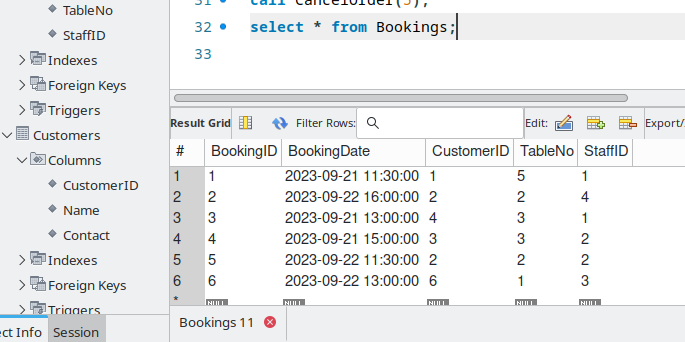 TableNo
StaffID
Indexes
Foreign Keys
Triggers
Customers
Columns
CustomerID
Name
Contact
Indexes
Foreign Keys
Triggers
ect Info Session
31 call CancelOrder(5);
32 select * from Bookings;
33
Result Grid Filter Rows: Edit: Export/
# BookingID BookingDate CustomerID TableNo StaffID
1 1 2023-09-21 11:30:00 1 5 1
2 2 2023-09-22 16:00:00 2 2 4
3 3 2023-09-21 13:00:00 4 3 1
4 4 2023-09-21 15:00:00 3 3 2
5 5 2023-09-22 11:30:00 2 2 2
6 6 2023-09-22 13:00:00 6 1 3
* NULL NULL NULL NULL NULL
Bookings 11